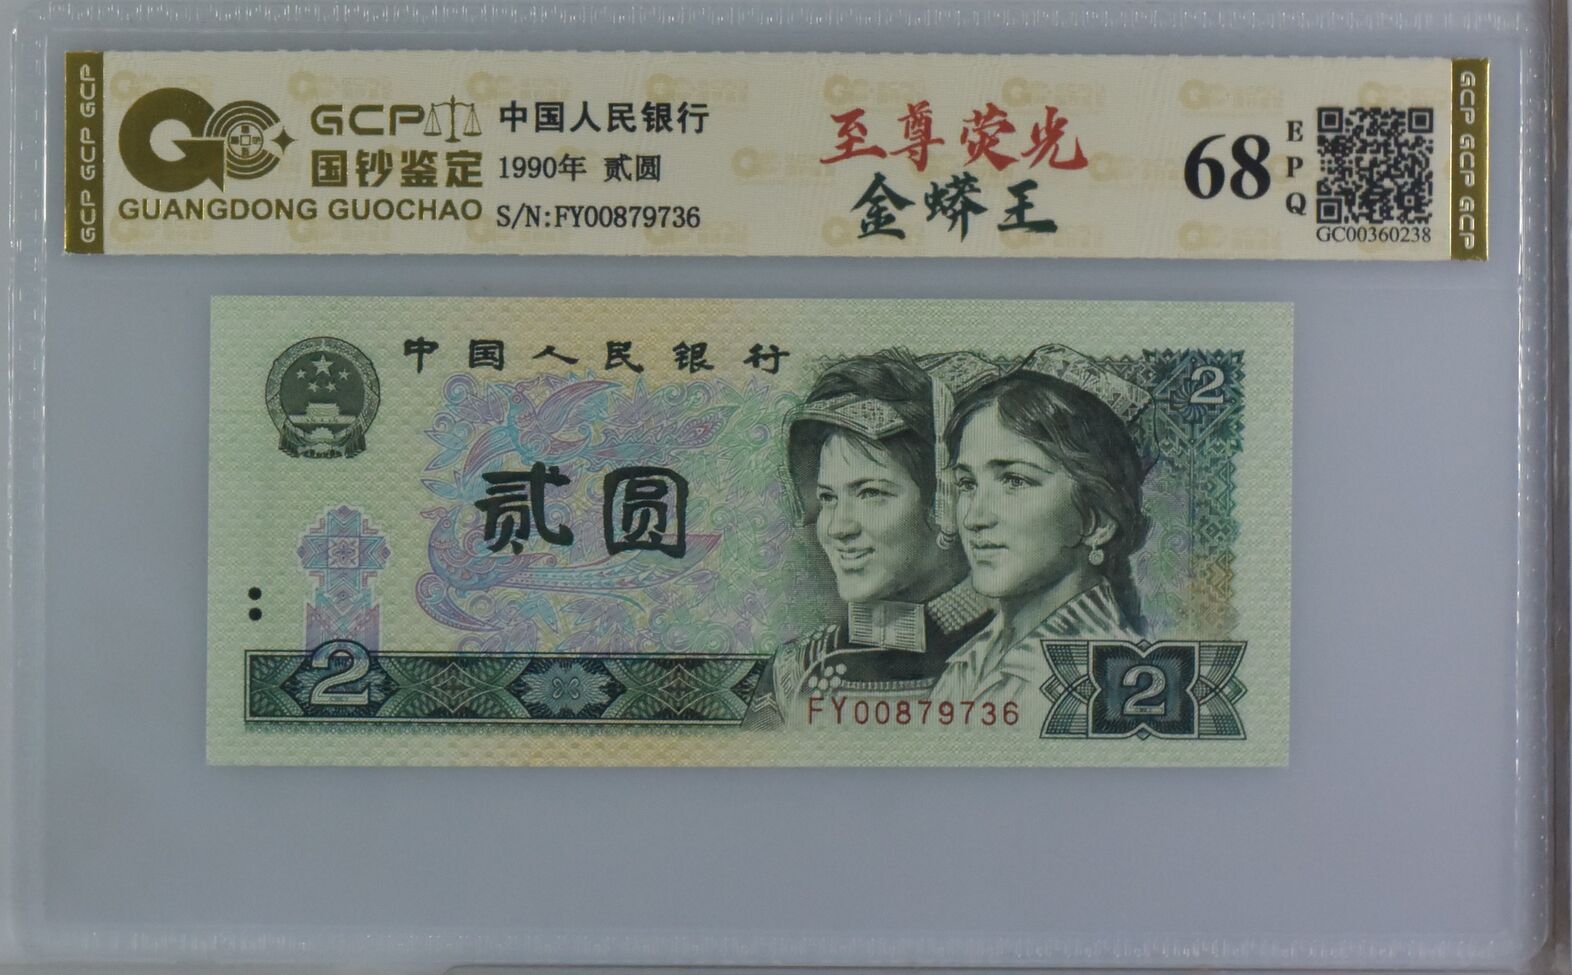 GCP GCP GCP
GCP
国钞鉴定
GUANGDONG GUOCHAO
中国人民银行
1990年 贰圆
S/N:FY00879736
至尊荧光
金蟒王
68
EPQ
GC00360238
GCP GCP GCP
中国人民银行
2
贰圆
2
FY00879736
2